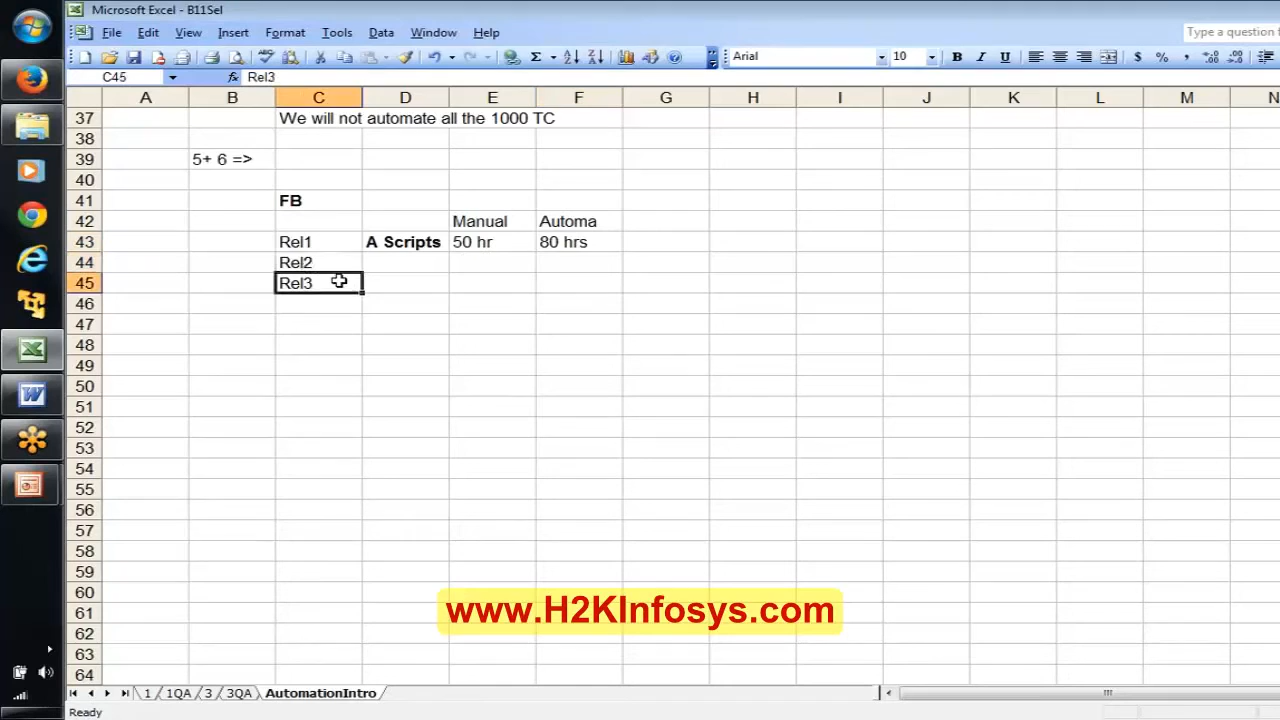 Microsoft Excel - B11Sel
File Edit View Insert Format Tools Data Window Help
Type a question f
Arial 10 B I U $ % ,
C45 fx Rel3
A B C D E F G H I J K L M N
37 We will not automate all the 1000 TC
38
39 5+ 6 =>
40
41 FB
42 Manual Automa
43 Rel1 A Scripts 50 hr 80 hrs
44 Rel2
45 Rel3
46
47
48
49
50
51
52
53
54
55
56
57
58
59
60
www.H2KInfosys.com
61
62
63
64
1 1QA 3 3QA AutomationIntro
Ready